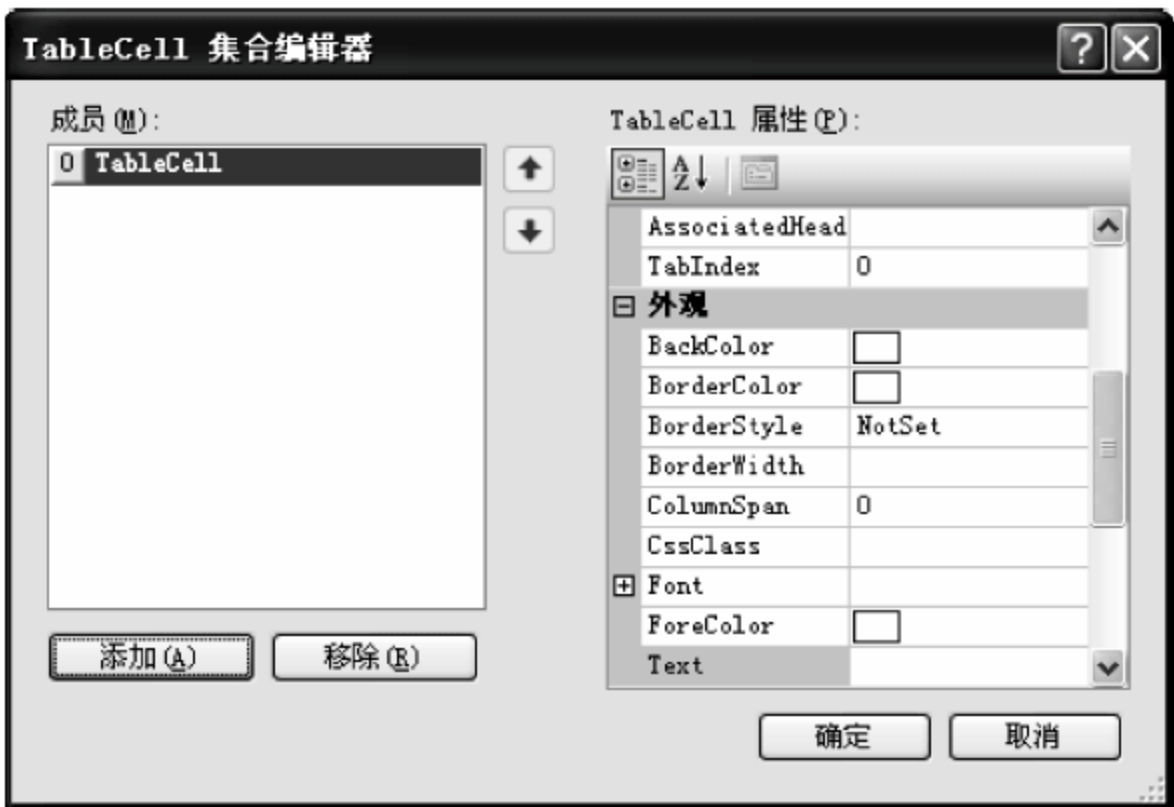 TableCell 集合编辑器
成员(M):
0 TableCell
添加(A)
移除(R)
TableCell 属性(P):
AssociatedHead
TabIndex 0
外观
BackColor
BorderColor
BorderStyle NotSet
BorderWidth
ColumnSpan 0
CssClass
Font
ForeColor
Text
确定
取消